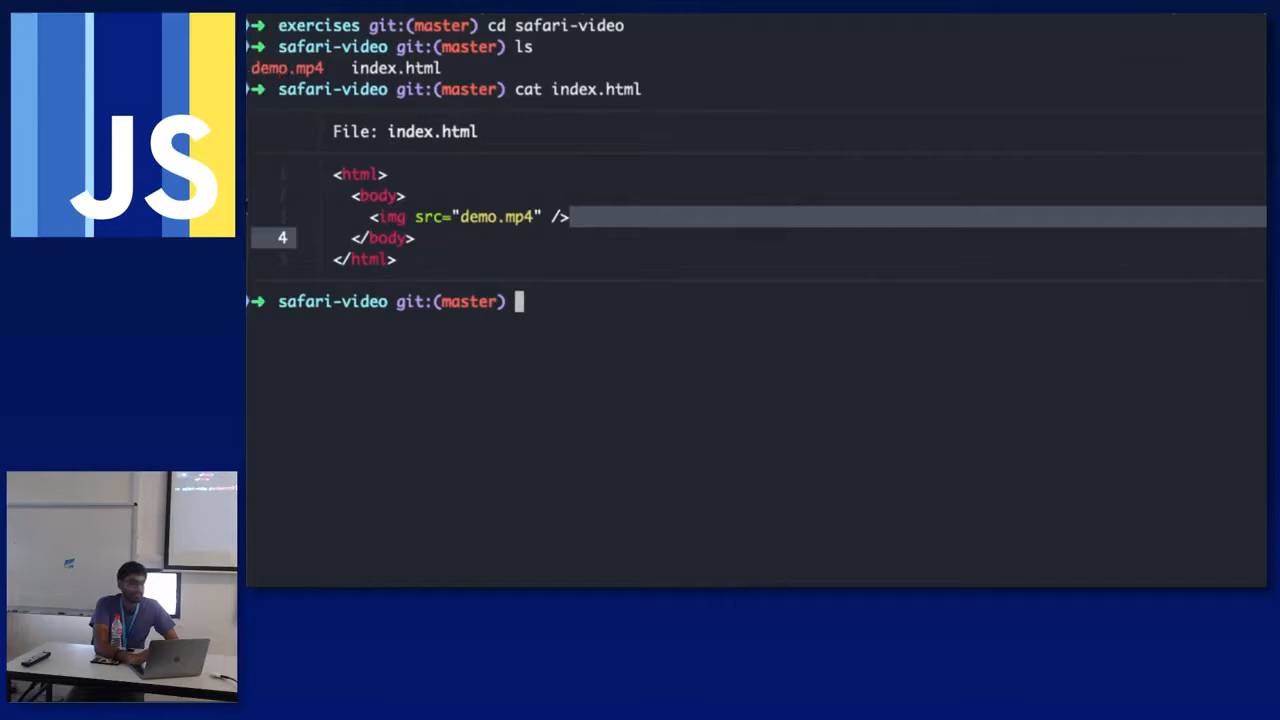 JS
➜ exercises git:(master) cd safari-video
➜ safari-video git:(master) ls
demo.mp4 index.html
➜ safari-video git:(master) cat index.html
File: index.html
<html>
<body>
<img src="demo.mp4" />
4 </body>
</html>
➜ safari-video git:(master)